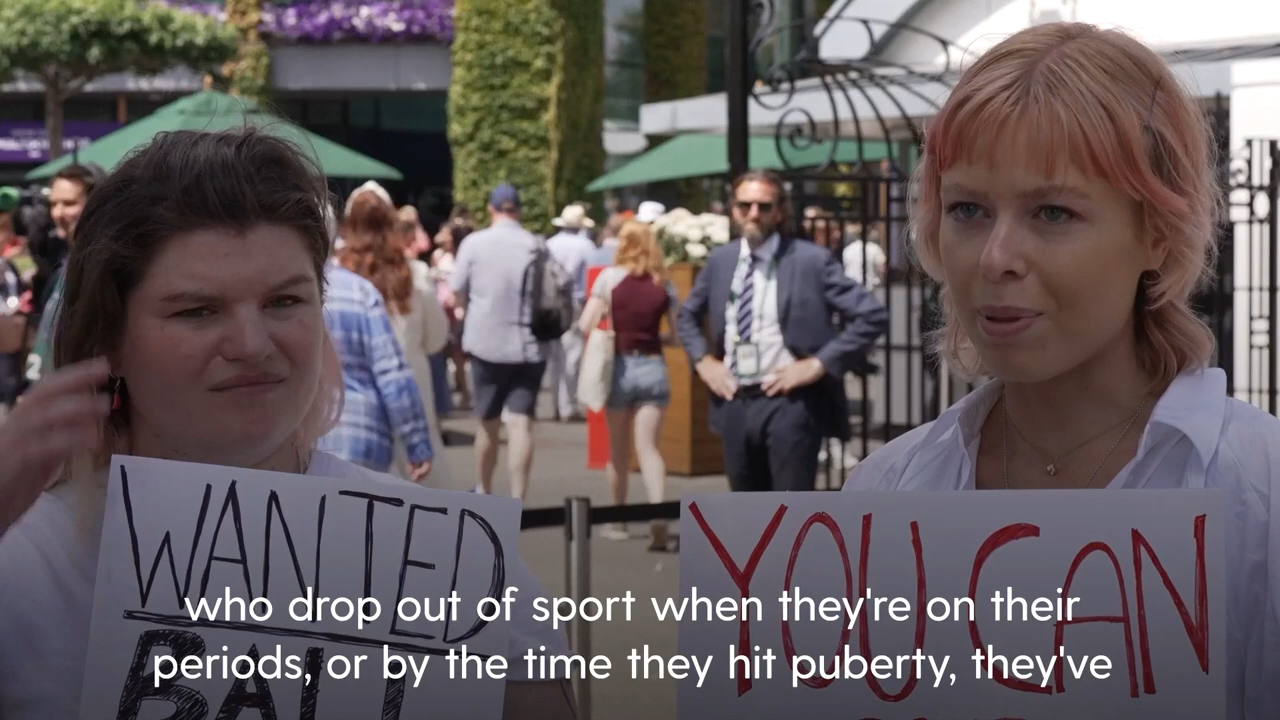 WANTED
BALL
YOU CAN
who drop out of sport when they're on their
periods, or by the time they hit puberty, they've